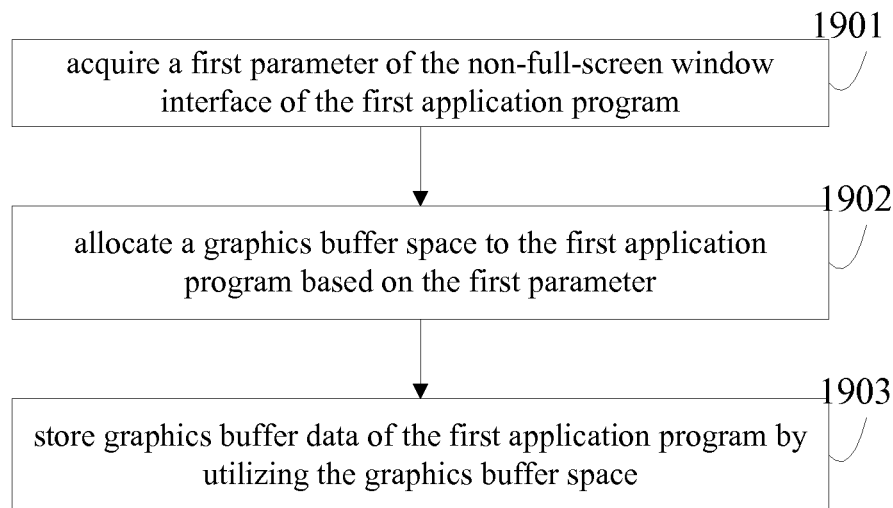 1901
acquire a first parameter of the non-full-screen window
interface of the first application program
1902
allocate a graphics buffer space to the first application
program based on the first parameter
1903
store graphics buffer data of the first application program by
utilizing the graphics buffer space